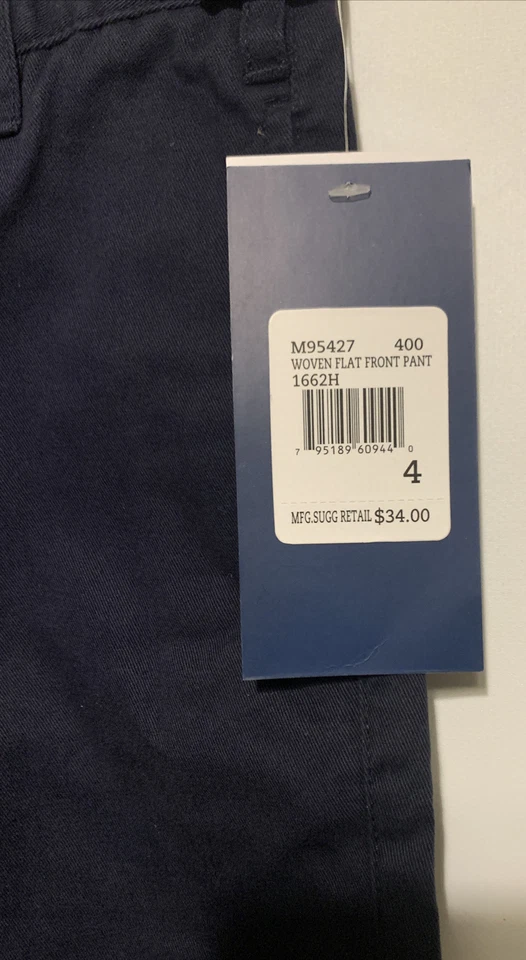 M95427 400
WOVEN FLAT FRONT PANT
1662H
7 95189 60944 0
4
MFG.SUGG RETAIL $34.00